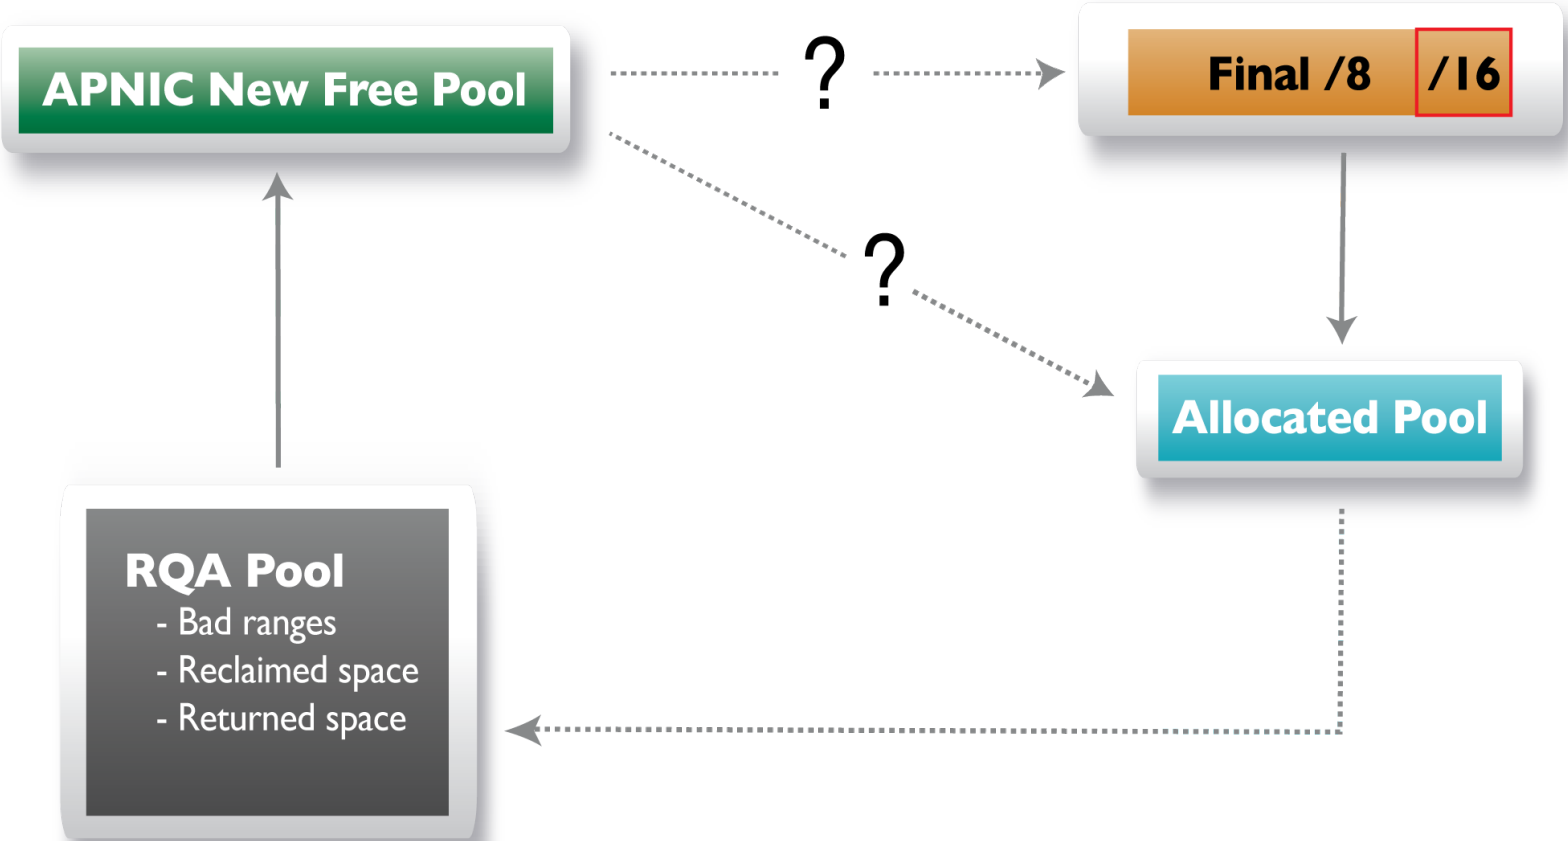 APNIC New Free Pool
?
Final /8 /16
?
Allocated Pool
RQA Pool
- Bad ranges
- Reclaimed space
- Returned space